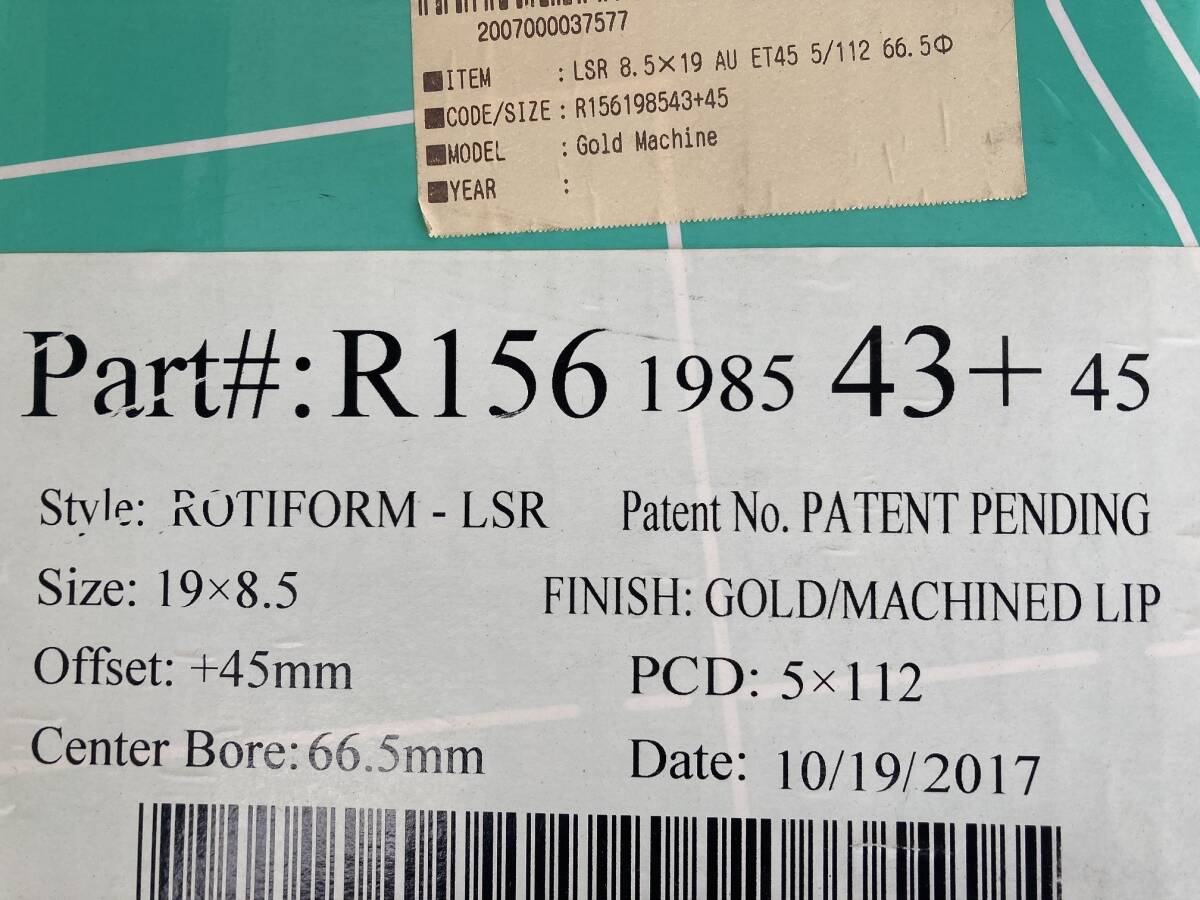 2007000037577
■ITEM : LSR 8.5×19 AU ET45 5/112 66.5Φ
■CODE/SIZE : R156198543+45
■MODEL : Gold Machine
■YEAR :
Part#: R156 1985 43+ 45
Style: ROTIFORM - LSR Patent No. PATENT PENDING
Size: 19×8.5 FINISH: GOLD/MACHINED LIP
Offset: +45mm PCD: 5×112
Center Bore: 66.5mm Date: 10/19/2017